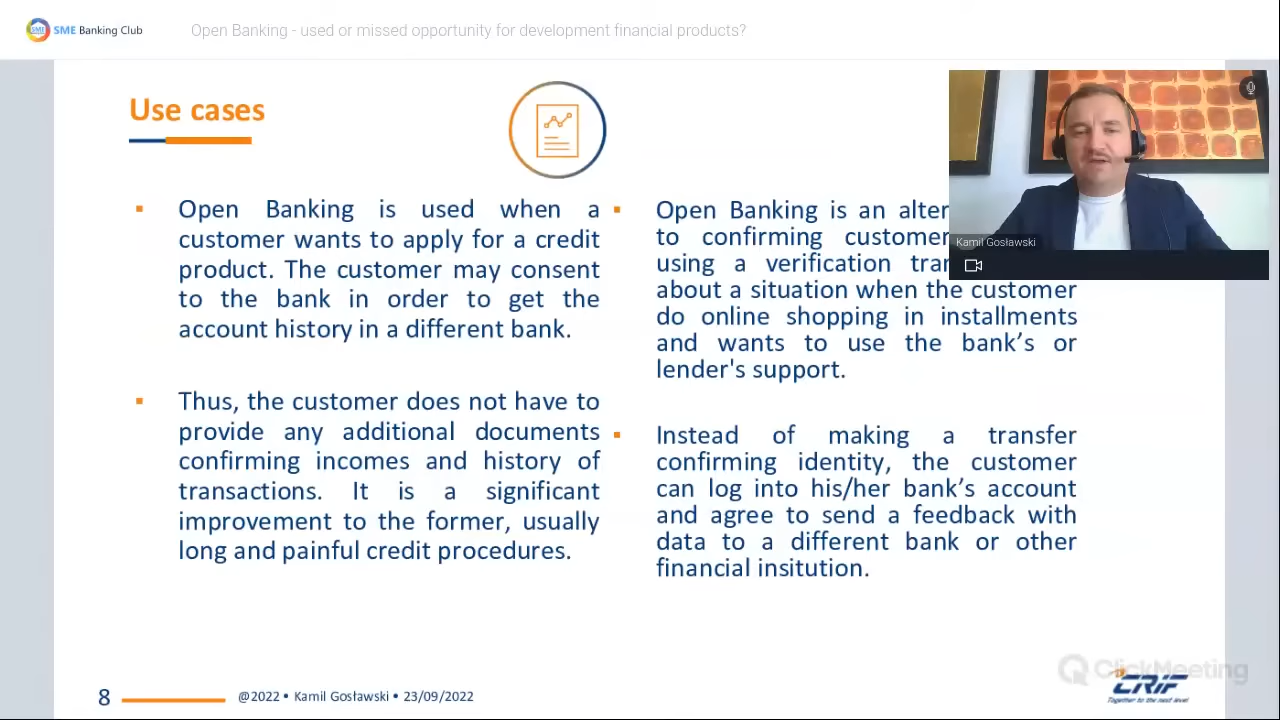 SME Banking Club
Open Banking - used or missed opportunity for development financial products?
Use cases
Open Banking is used when a
customer wants to apply for a credit
product. The customer may consent
to the bank in order to get the
account history in a different bank.
Thus, the customer does not have to
provide any additional documents
confirming incomes and history of
transactions. It is a significant
improvement to the former, usually
long and painful credit procedures.
Open Banking is an alter
to confirming customer
using a verification tra
about a situation when the customer
do online shopping in installments
and wants to use the bank's or
lender's support.
Instead of making a transfer
confirming identity, the customer
can log into his/her bank's account
and agree to send a feedback with
data to a different bank or other
financial insitution.
Kamil Gosławski
8
@2022 • Kamil Gosławski • 23/09/2022
ClickMeeting
CRIF
Together to the next level